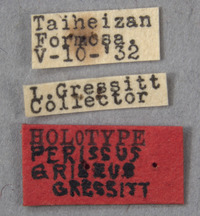 Taiheizan
Formosa.
V-10-'32
L.Gressitt
Collector
HOLOTYPE
PERISSUS
GRISEUS
GRESSITT